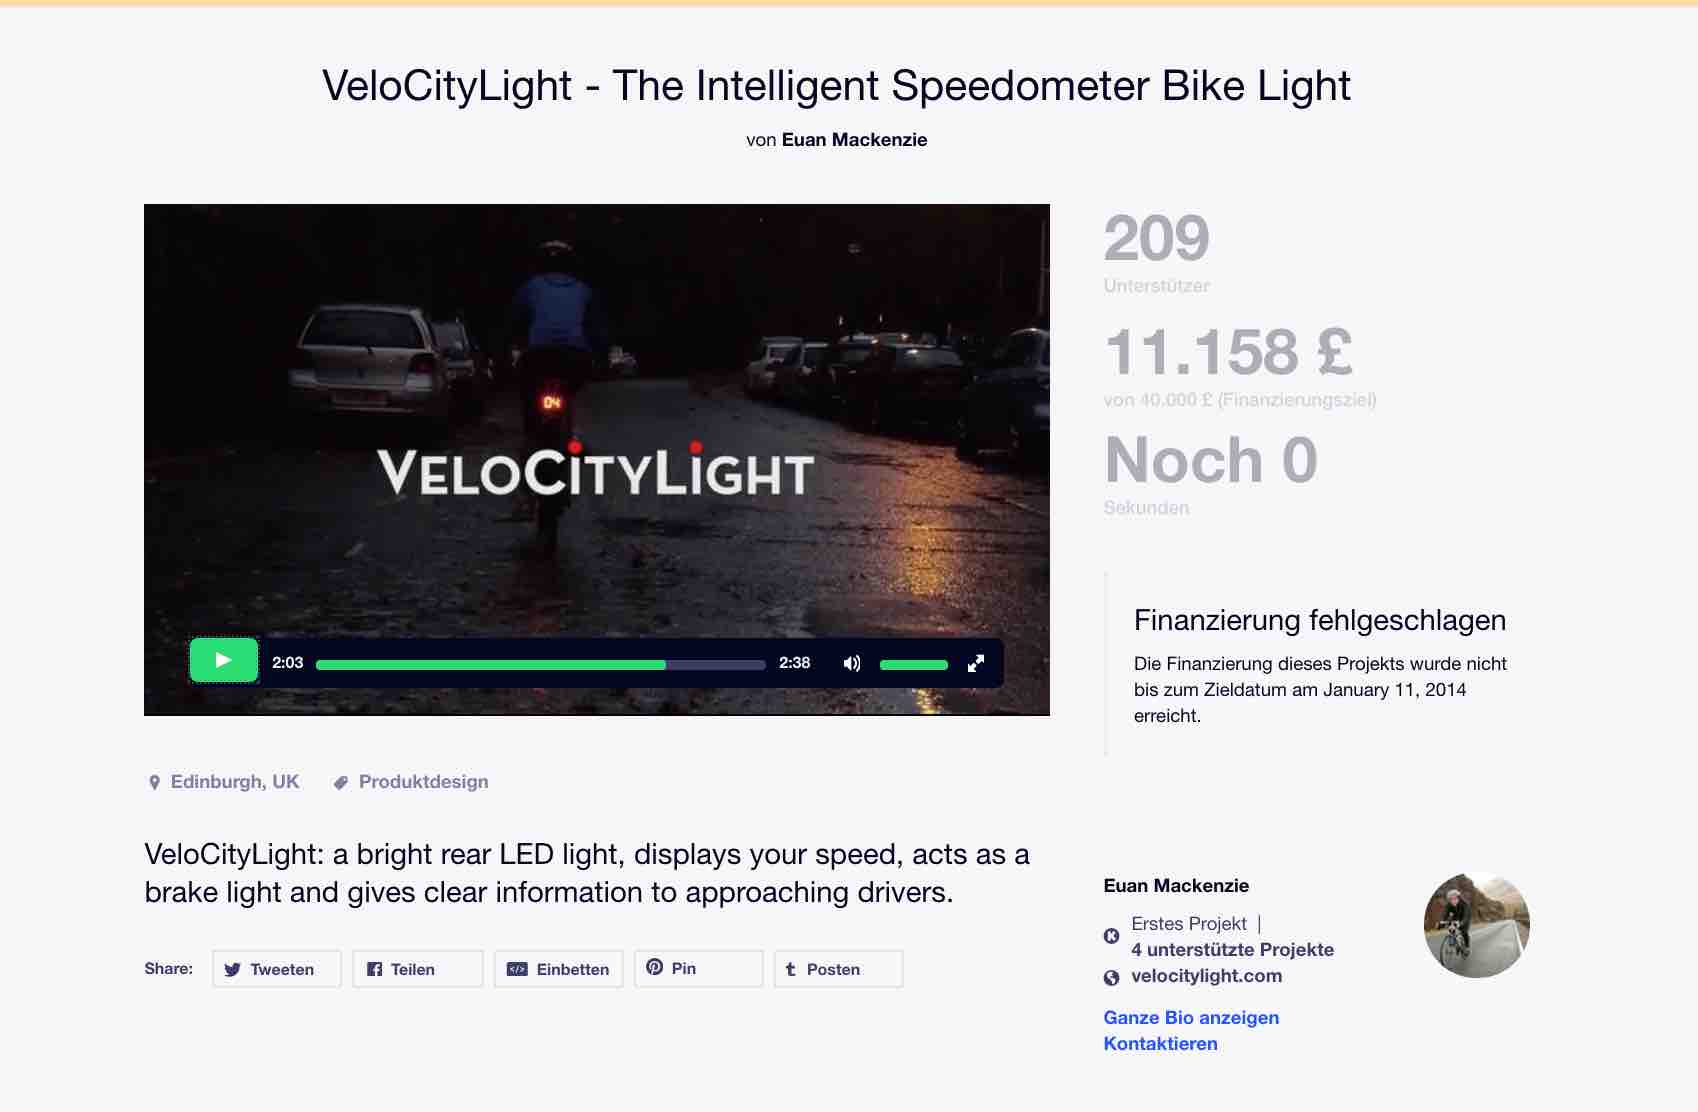 VeloCityLight - The Intelligent Speedometer Bike Light
von Euan Mackenzie
04
VELOCITYLIGHT
2:03
2:38
209
Unterstützer
11.158 £
von 40.000 £ (Finanzierungsziel)
Noch 0
Sekunden
Finanzierung fehlgeschlagen
Die Finanzierung dieses Projekts wurde nicht
bis zum Zieldatum am January 11, 2014
erreicht.
Edinburgh, UK
Produktdesign
VeloCityLight: a bright rear LED light, displays your speed, acts as a
brake light and gives clear information to approaching drivers.
Share:
Tweeten
Teilen
Einbetten
Pin
Posten
Euan Mackenzie
Erstes Projekt |
4 unterstützte Projekte
velocitylight.com
Ganze Bio anzeigen
Kontaktieren